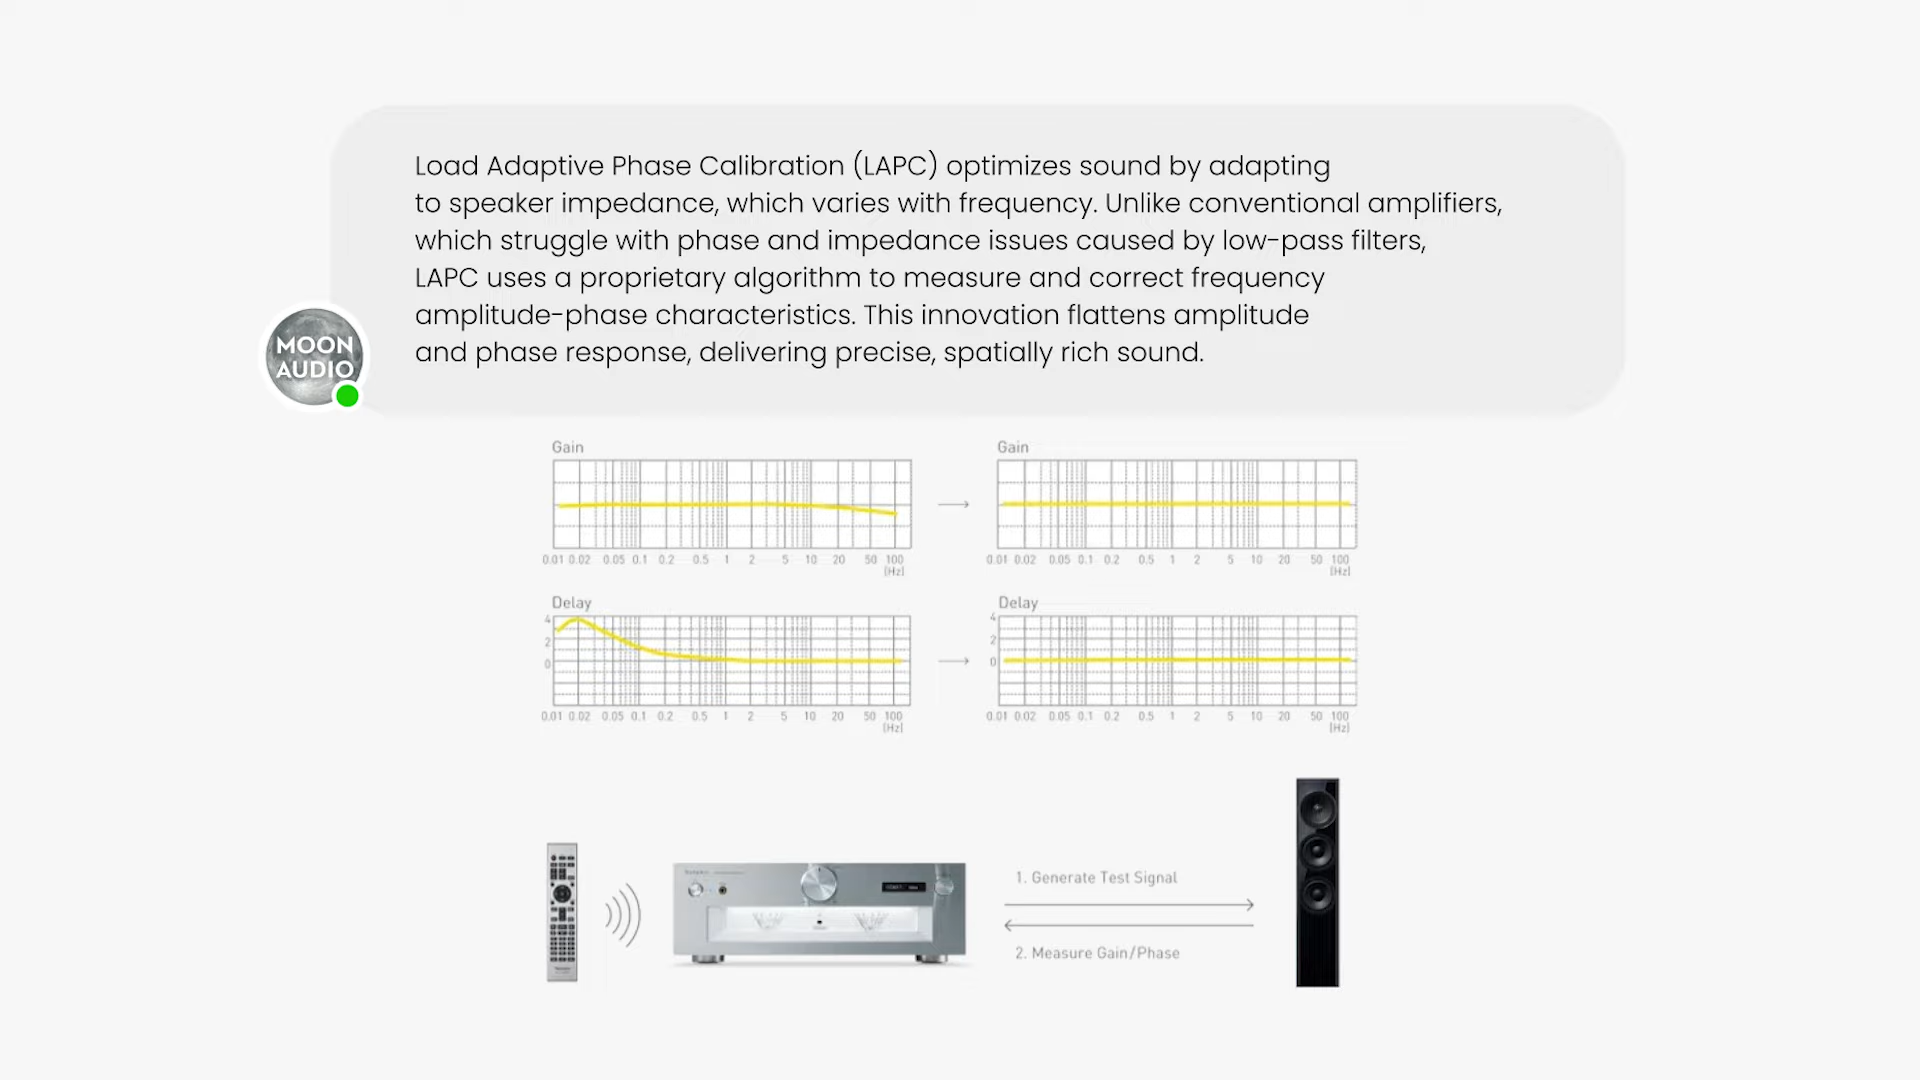 Load Adaptive Phase Calibration (LAPC) optimizes sound by adapting
to speaker impedance, which varies with frequency. Unlike conventional amplifiers,
which struggle with phase and impedance issues caused by low-pass filters,
LAPC uses a proprietary algorithm to measure and correct frequency
amplitude-phase characteristics. This innovation flattens amplitude
and phase response, delivering precise, spatially rich sound.
MOON
AUDIO
Gain
0.01 0.02 0.05 0.1 0.2 0.5 1 2 5 10 20 50 100
[Hz]
Gain
0.01 0.02 0.05 0.1 0.2 0.5 1 2 5 10 20 50 100
[Hz]
Delay
4
2
0
0.01 0.02 0.05 0.1 0.2 0.5 1 2 5 10 20 50 100
[Hz]
Delay
4
2
0
0.01 0.02 0.05 0.1 0.2 0.5 1 2 5 10 20 50 100
[Hz]
1. Generate Test Signal
2. Measure Gain/Phase